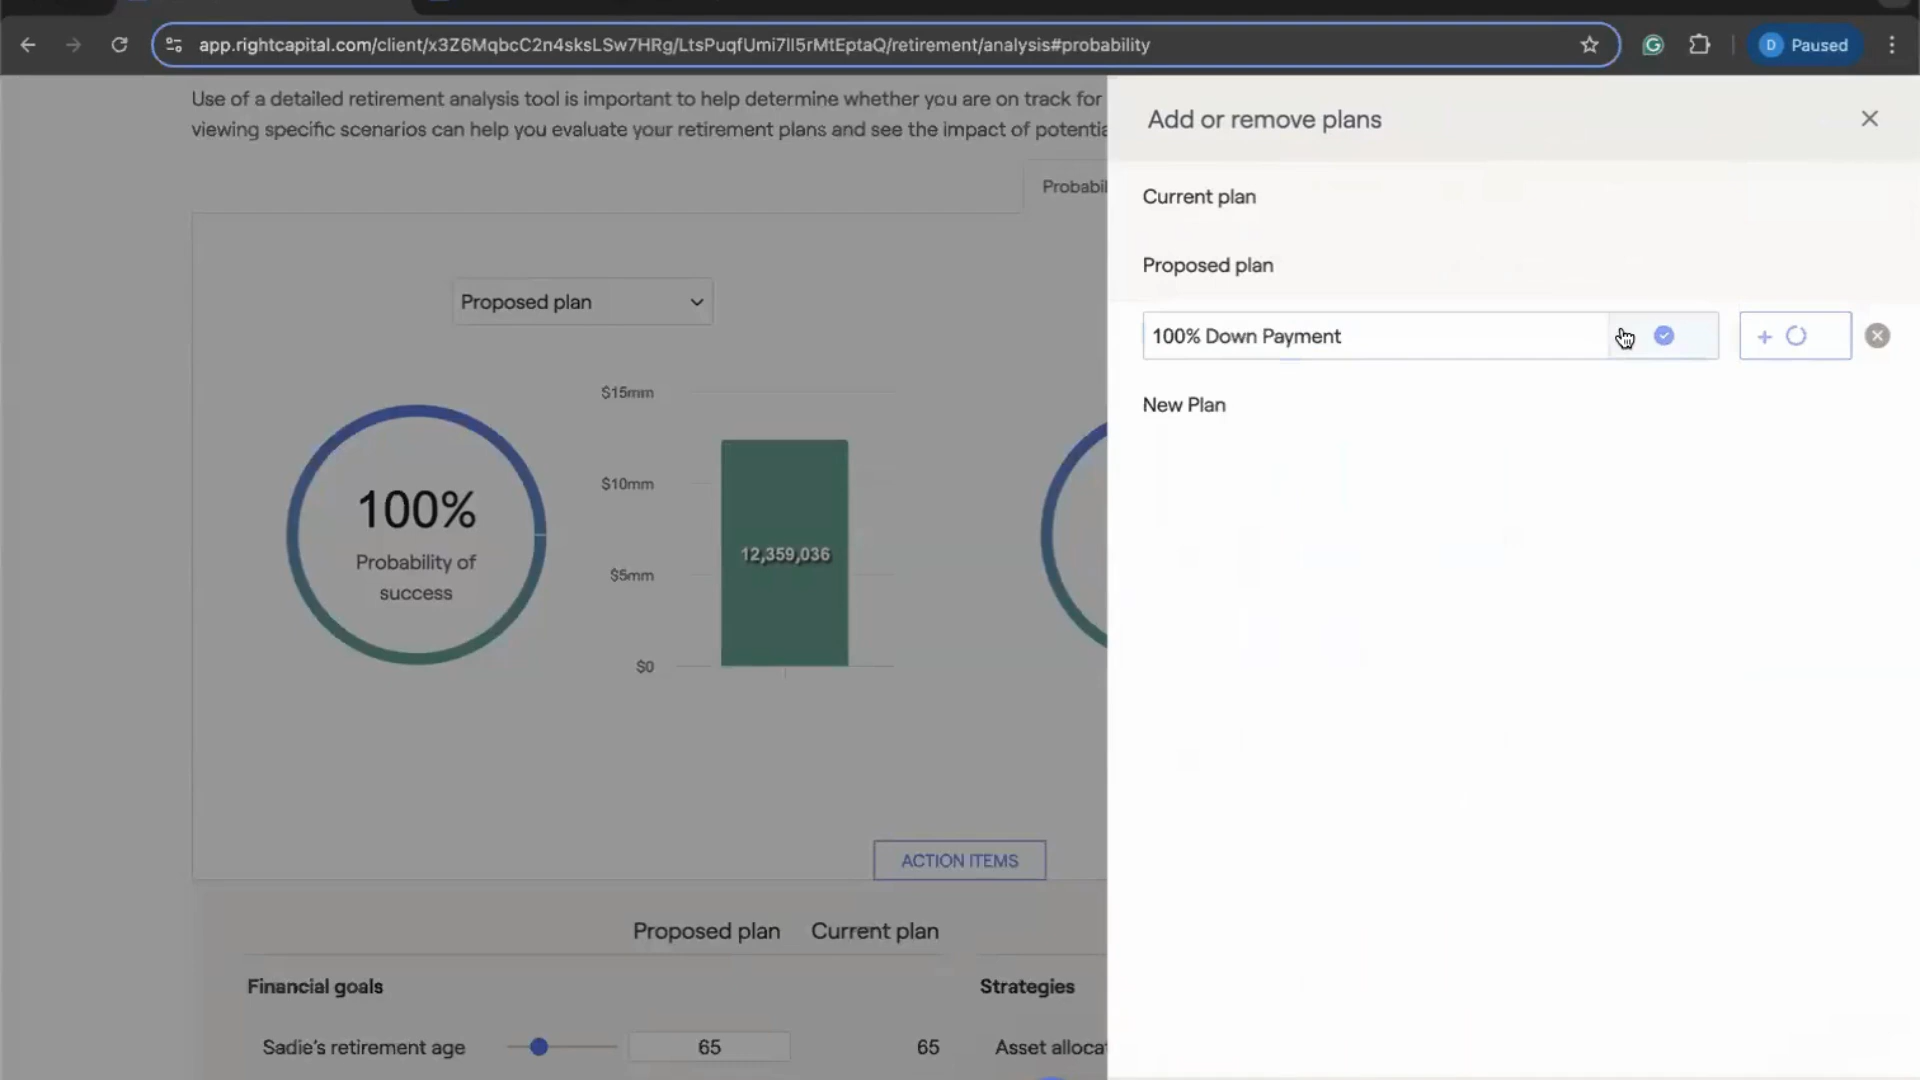 app.rightcapital.com/client/x3Z6MqbcC2n4sksLSw7HRg/LtsPuqfUmi7lI5rMtEptaQ/retirement/analysis#probability
D Paused
Use of a detailed retirement analysis tool is important to help determine whether you are on track for
viewing specific scenarios can help you evaluate your retirement plans and see the impact of potentia
Probabil
Proposed plan
$15mm
$10mm
$5mm
$0
12,359,036
100%
Probability of
success
ACTION ITEMS
Proposed plan Current plan
Financial goals
Strategies
Sadie's retirement age 65 65
Asset alloca
Add or remove plans
Current plan
Proposed plan
100% Down Payment
New Plan